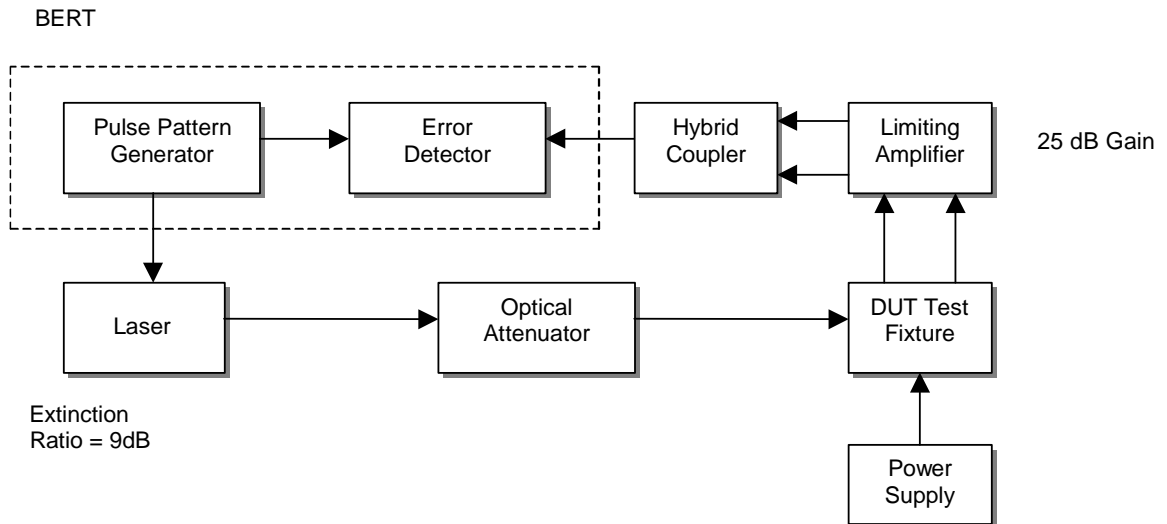 BERT
Pulse Pattern
Generator
Error
Detector
Hybrid
Coupler
Limiting
Amplifier
25 dB Gain
Laser
Optical
Attenuator
DUT Test
Fixture
Extinction
Ratio = 9dB
Power
Supply